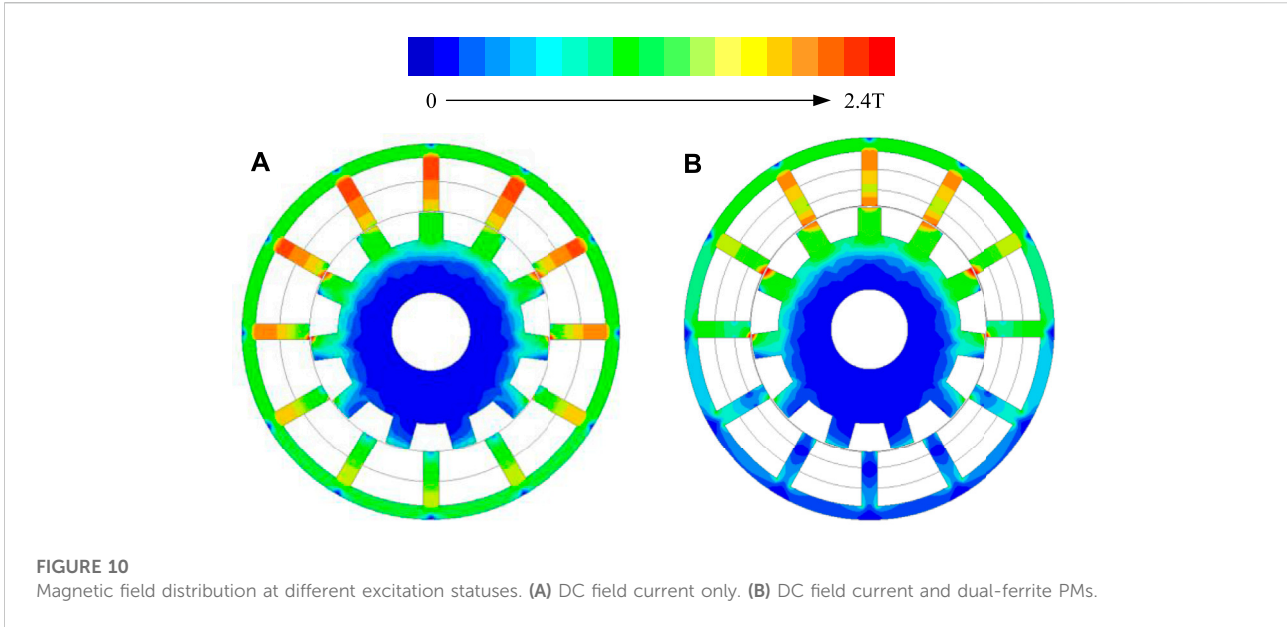 0 2.4T
A
B
FIGURE 10
Magnetic field distribution at different excitation statuses. (A) DC field current only. (B) DC field current and dual-ferrite PMs.